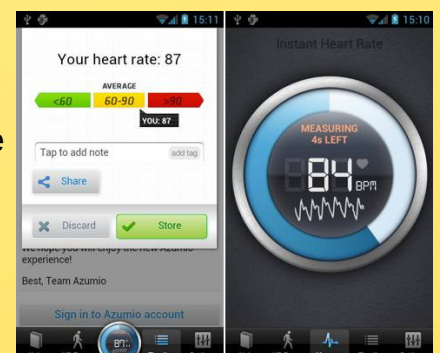 e
15:11
Your heart rate: 87
AVERAGE
<60 60-90 >90
YOU: 87
Tap to add note add tag
Share
Discard Store
We hope you will enjoy the new Azumio
experience!
Best, Team Azumio
Sign in to Azumio account
87
15:10
Instant Heart Rate
MEASURING
4s LEFT
84 BPM